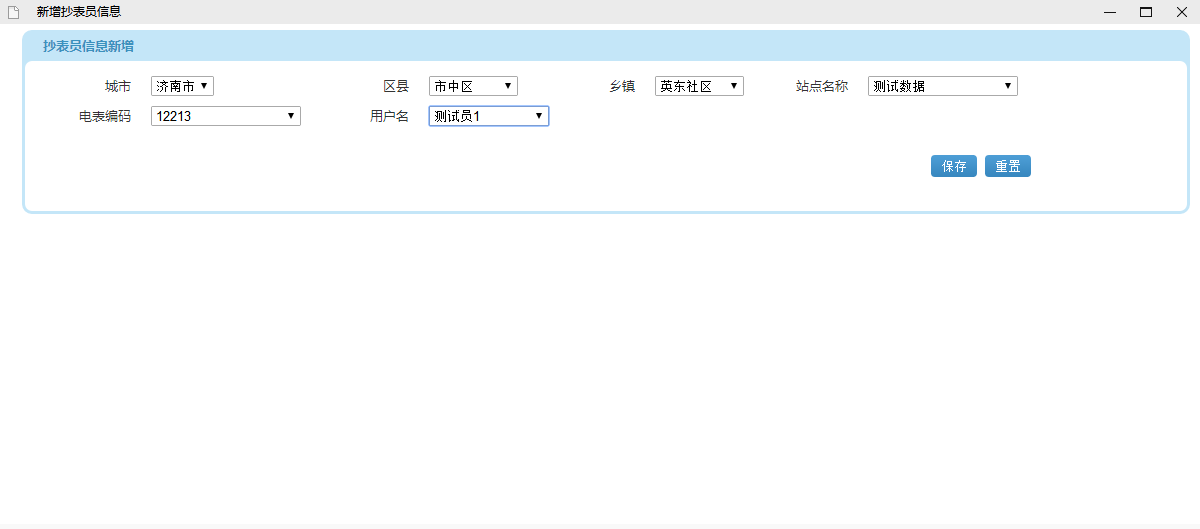 新增抄表员信息
抄表员信息新增
城市 济南市 区县 市中区 乡镇 英东社区 站点名称 测试数据
电表编码 12213 用户名 测试员1
保存 重置